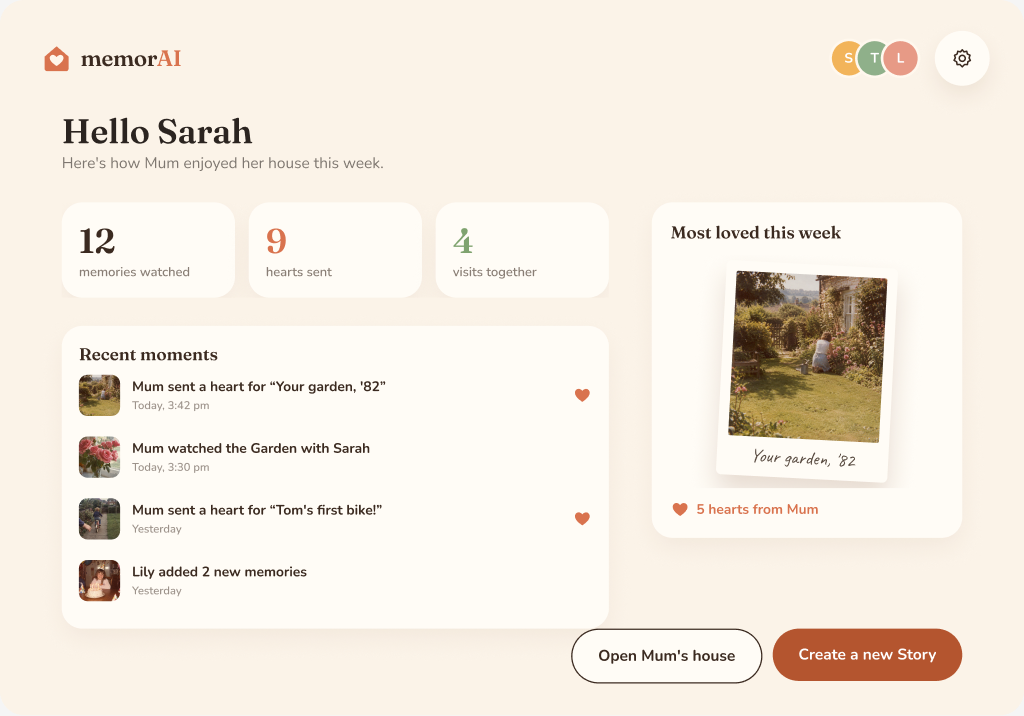 memorAI
S T L
Hello Sarah
Here's how Mum enjoyed her house this week.
12
memories watched
9
hearts sent
4
visits together
Recent moments
Mum sent a heart for “Your garden, '82”
Today, 3:42 pm
Mum watched the Garden with Sarah
Today, 3:30 pm
Mum sent a heart for “Tom's first bike!”
Yesterday
Lily added 2 new memories
Yesterday
Most loved this week
Your garden, '82
5 hearts from Mum
Open Mum's house
Create a new Story